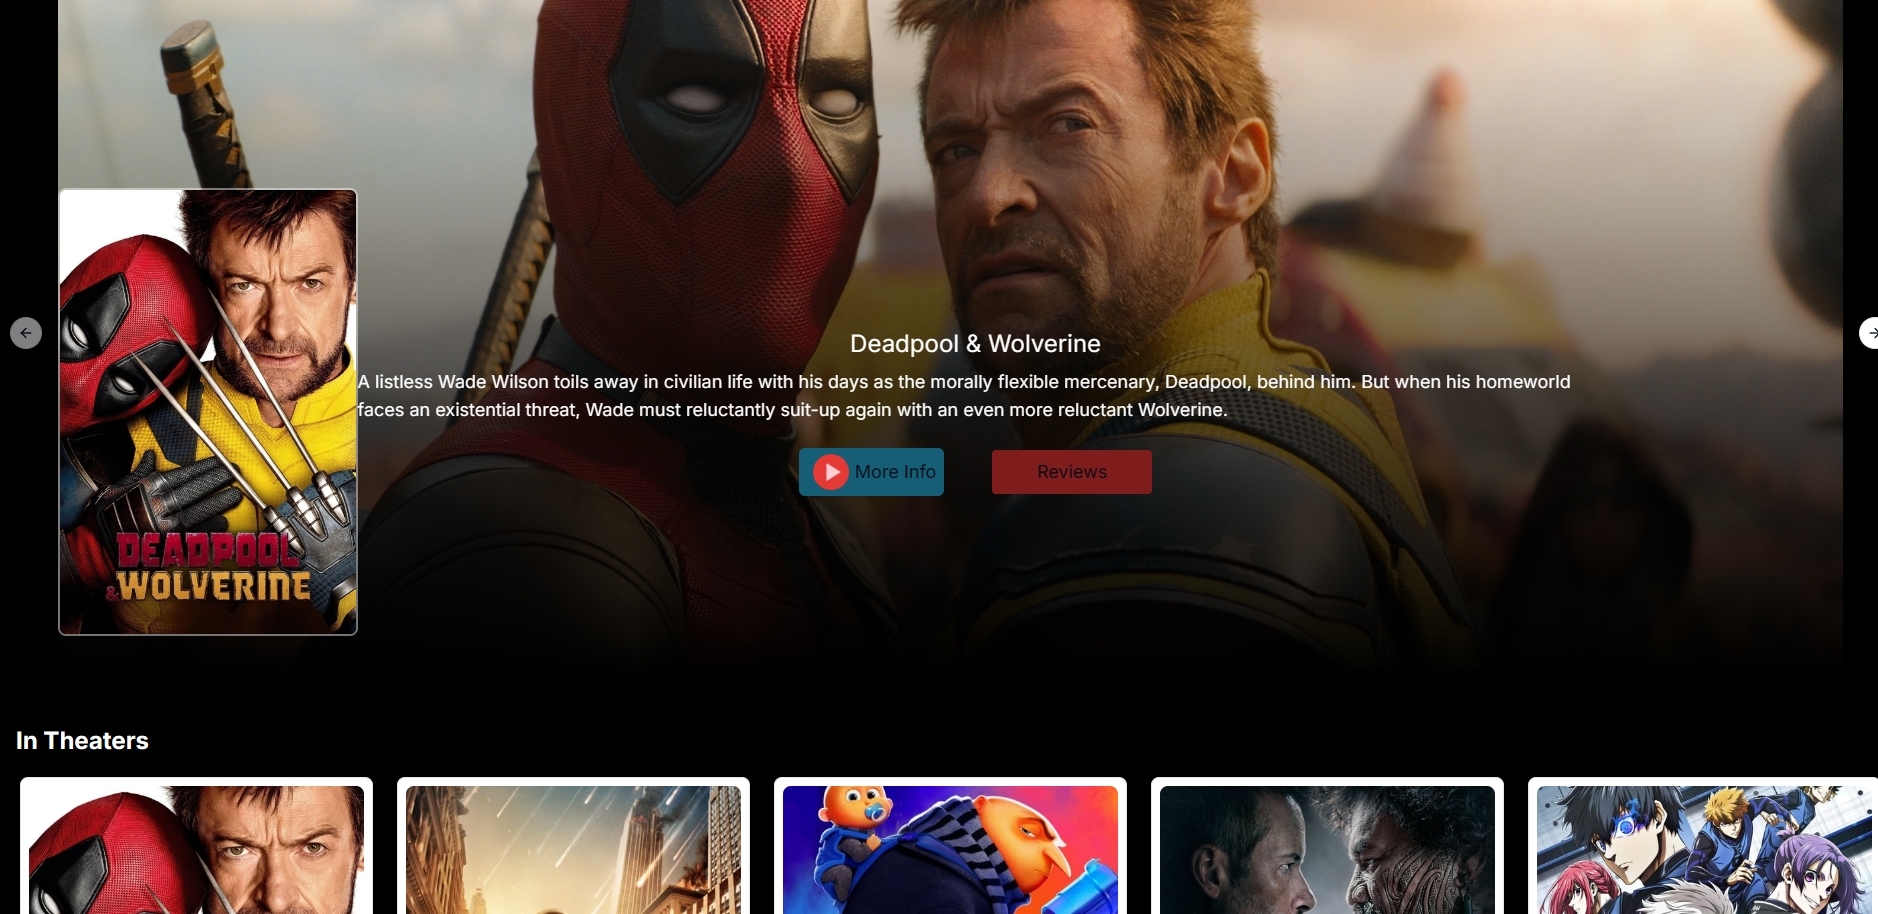 DEADPOOL
& WOLVERINE
Deadpool & Wolverine
A listless Wade Wilson toils away in civilian life with his days as the morally flexible mercenary, Deadpool, behind him. But when his homeworld
faces an existential threat, Wade must reluctantly suit-up again with an even more reluctant Wolverine.
More Info
Reviews
In Theaters